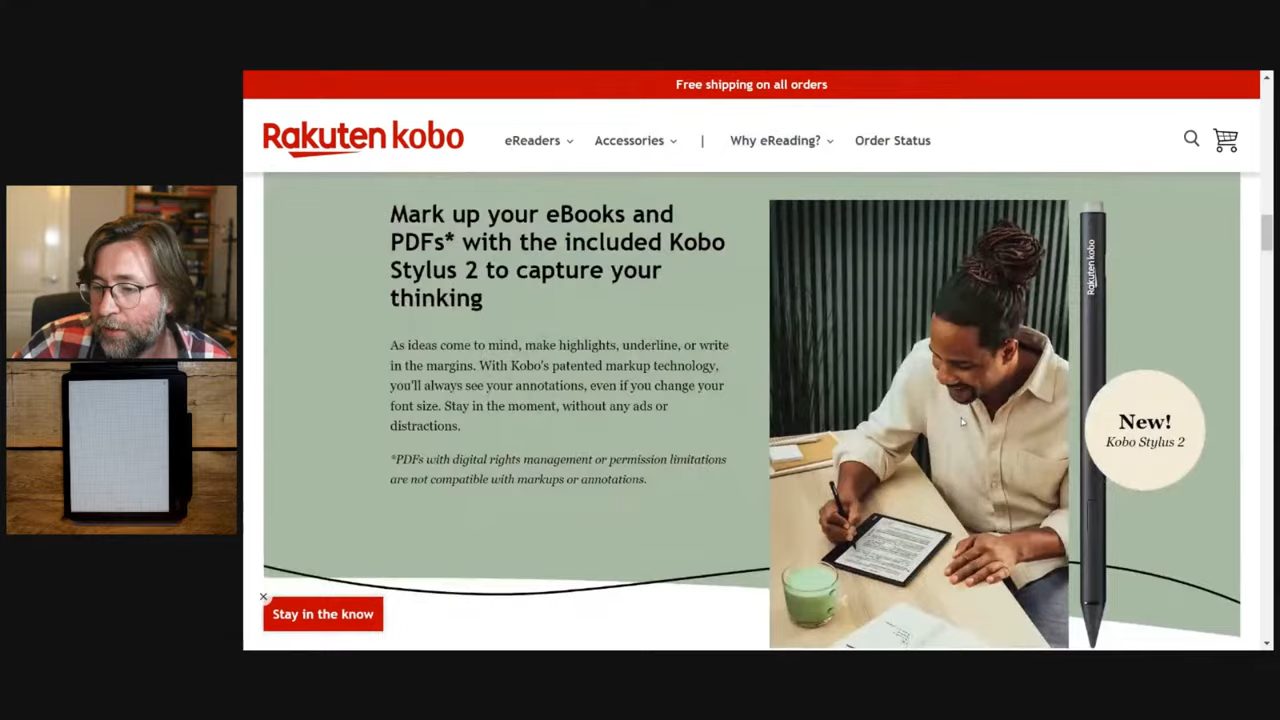 Free shipping on all orders
Rakuten kobo
eReaders
Accessories
|
Why eReading?
Order Status
Mark up your eBooks and
PDFs* with the included Kobo
Stylus 2 to capture your
thinking
As ideas come to mind, make highlights, underline, or write
in the margins. With Kobo's patented markup technology,
you'll always see your annotations, even if you change your
font size. Stay in the moment, without any ads or
distractions.
*PDFs with digital rights management or permission limitations
are not compatible with markups or annotations.
Rakuten kobo
New!
Kobo Stylus 2
Stay in the know